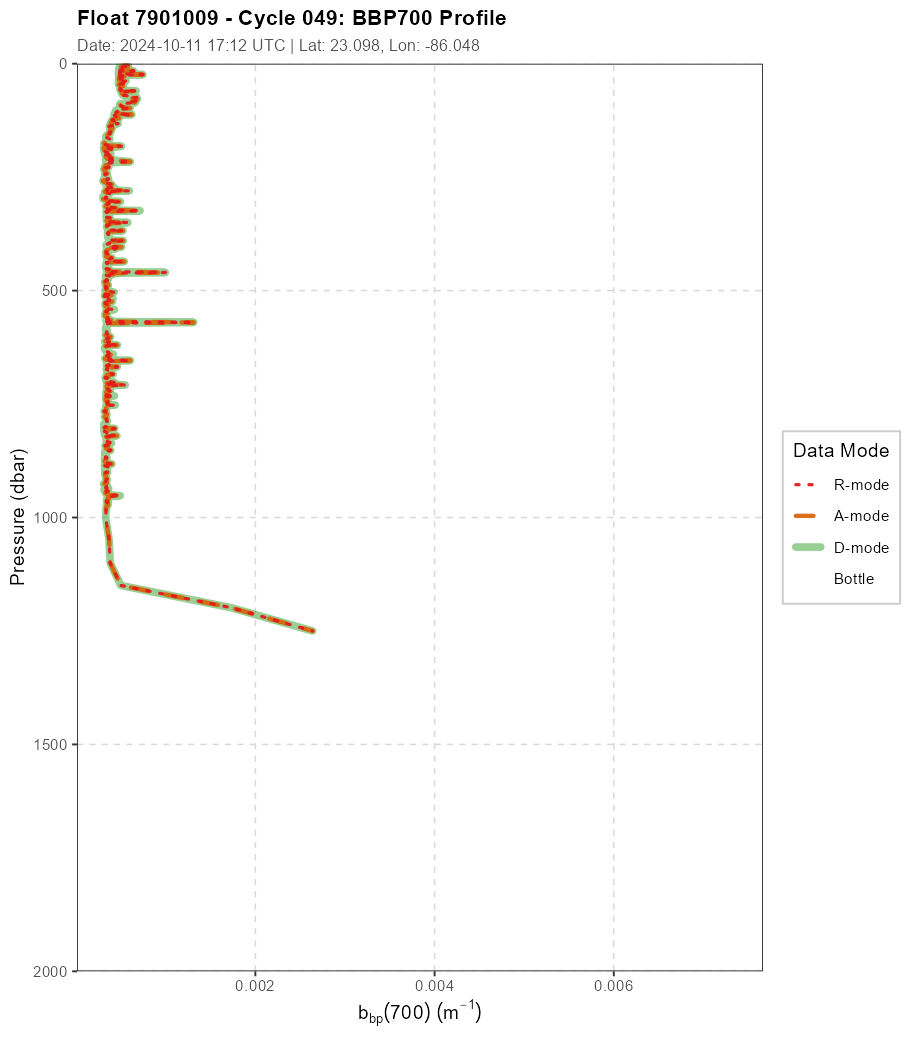 Float 7901009 - Cycle 049: BBP700 Profile
Date: 2024-10-11 17:12 UTC | Lat: 23.098, Lon: -86.048
0
500
1000
1500
2000
Pressure (dbar)
0.002
0.004
0.006
b_bp(700) (m⁻¹)
Data Mode
R-mode
A-mode
D-mode
Bottle